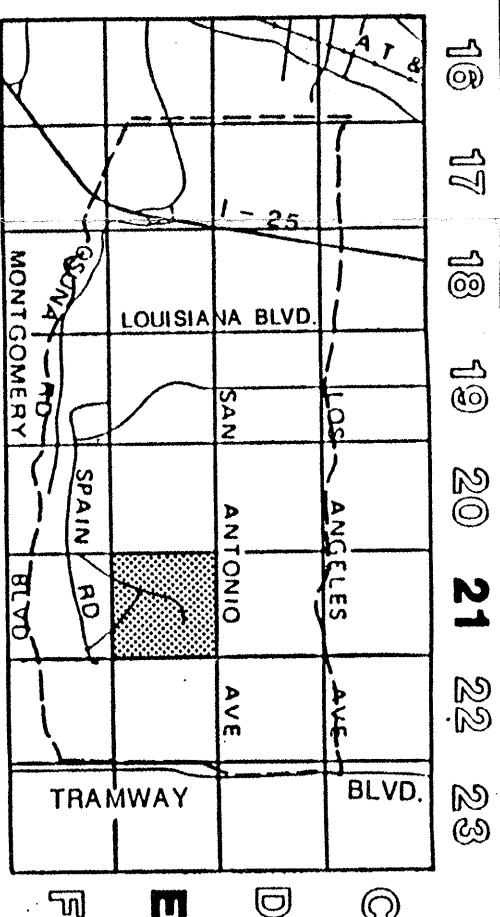 16
17
18
19
20
21
22
23
A T &
I - 25
MONTGOMERY
BLVD
OSUNA
RD
LOUISIANA BLVD.
SAN ANTONIO AVE
LOS ANGELES AVE
SPAIN RD
TRAMWAY BLVD.
F E D C